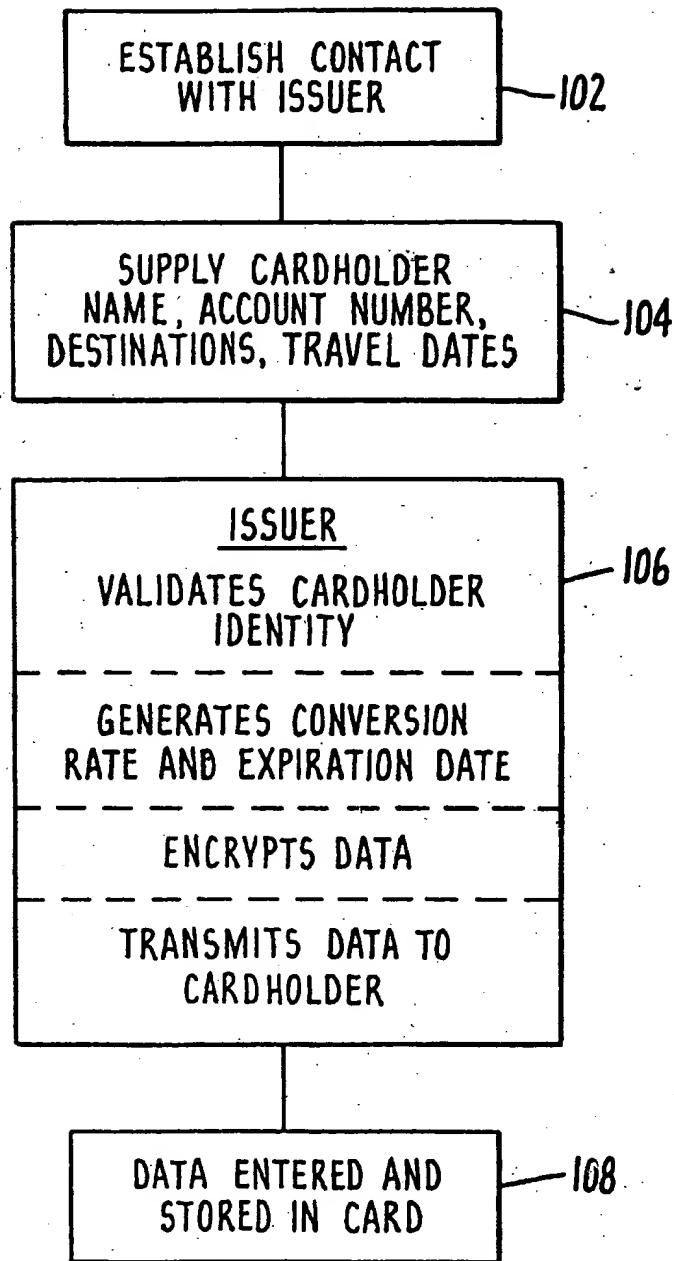 ESTABLISH CONTACT
WITH ISSUER
102
SUPPLY CARDHOLDER
NAME, ACCOUNT NUMBER,
DESTINATIONS, TRAVEL DATES
104
ISSUER
VALIDATES CARDHOLDER
IDENTITY
106
GENERATES CONVERSION
RATE AND EXPIRATION DATE
ENCRYPTS DATA
TRANSMITS DATA TO
CARDHOLDER
DATA ENTERED AND
STORED IN CARD
108